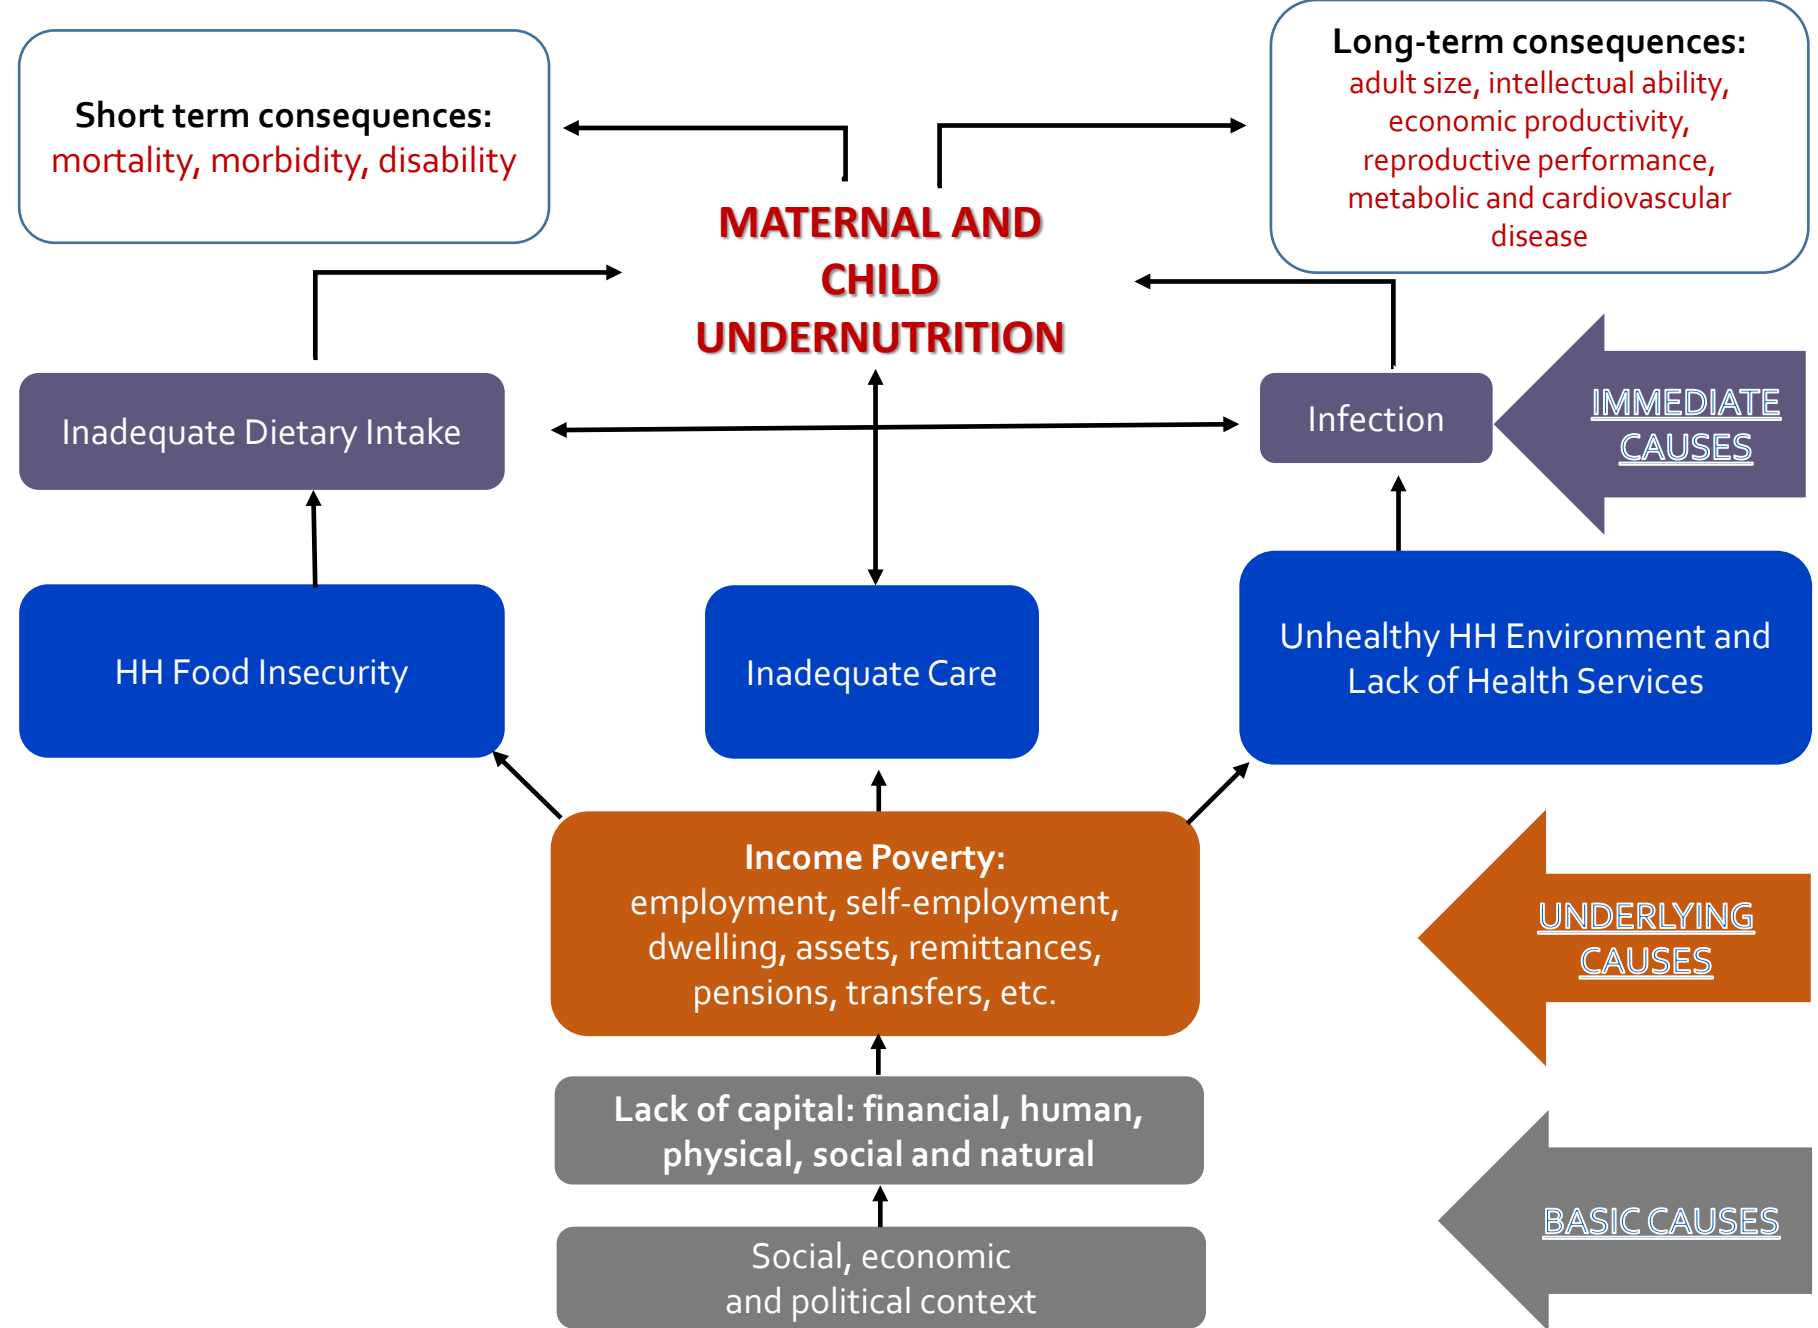 Short term consequences:
mortality, morbidity, disability
Long-term consequences:
adult size, intellectual ability,
economic productivity,
reproductive performance,
metabolic and cardiovascular
disease
MATERNAL AND
CHILD
UNDERNUTRITION
Inadequate Dietary Intake
Infection
IMMEDIATE
CAUSES
HH Food Insecurity
Inadequate Care
Unhealthy HH Environment and
Lack of Health Services
Income Poverty:
employment, self-employment,
dwelling, assets, remittances,
pensions, transfers, etc.
UNDERLYING
CAUSES
Lack of capital: financial, human,
physical, social and natural
BASIC CAUSES
Social, economic
and political context